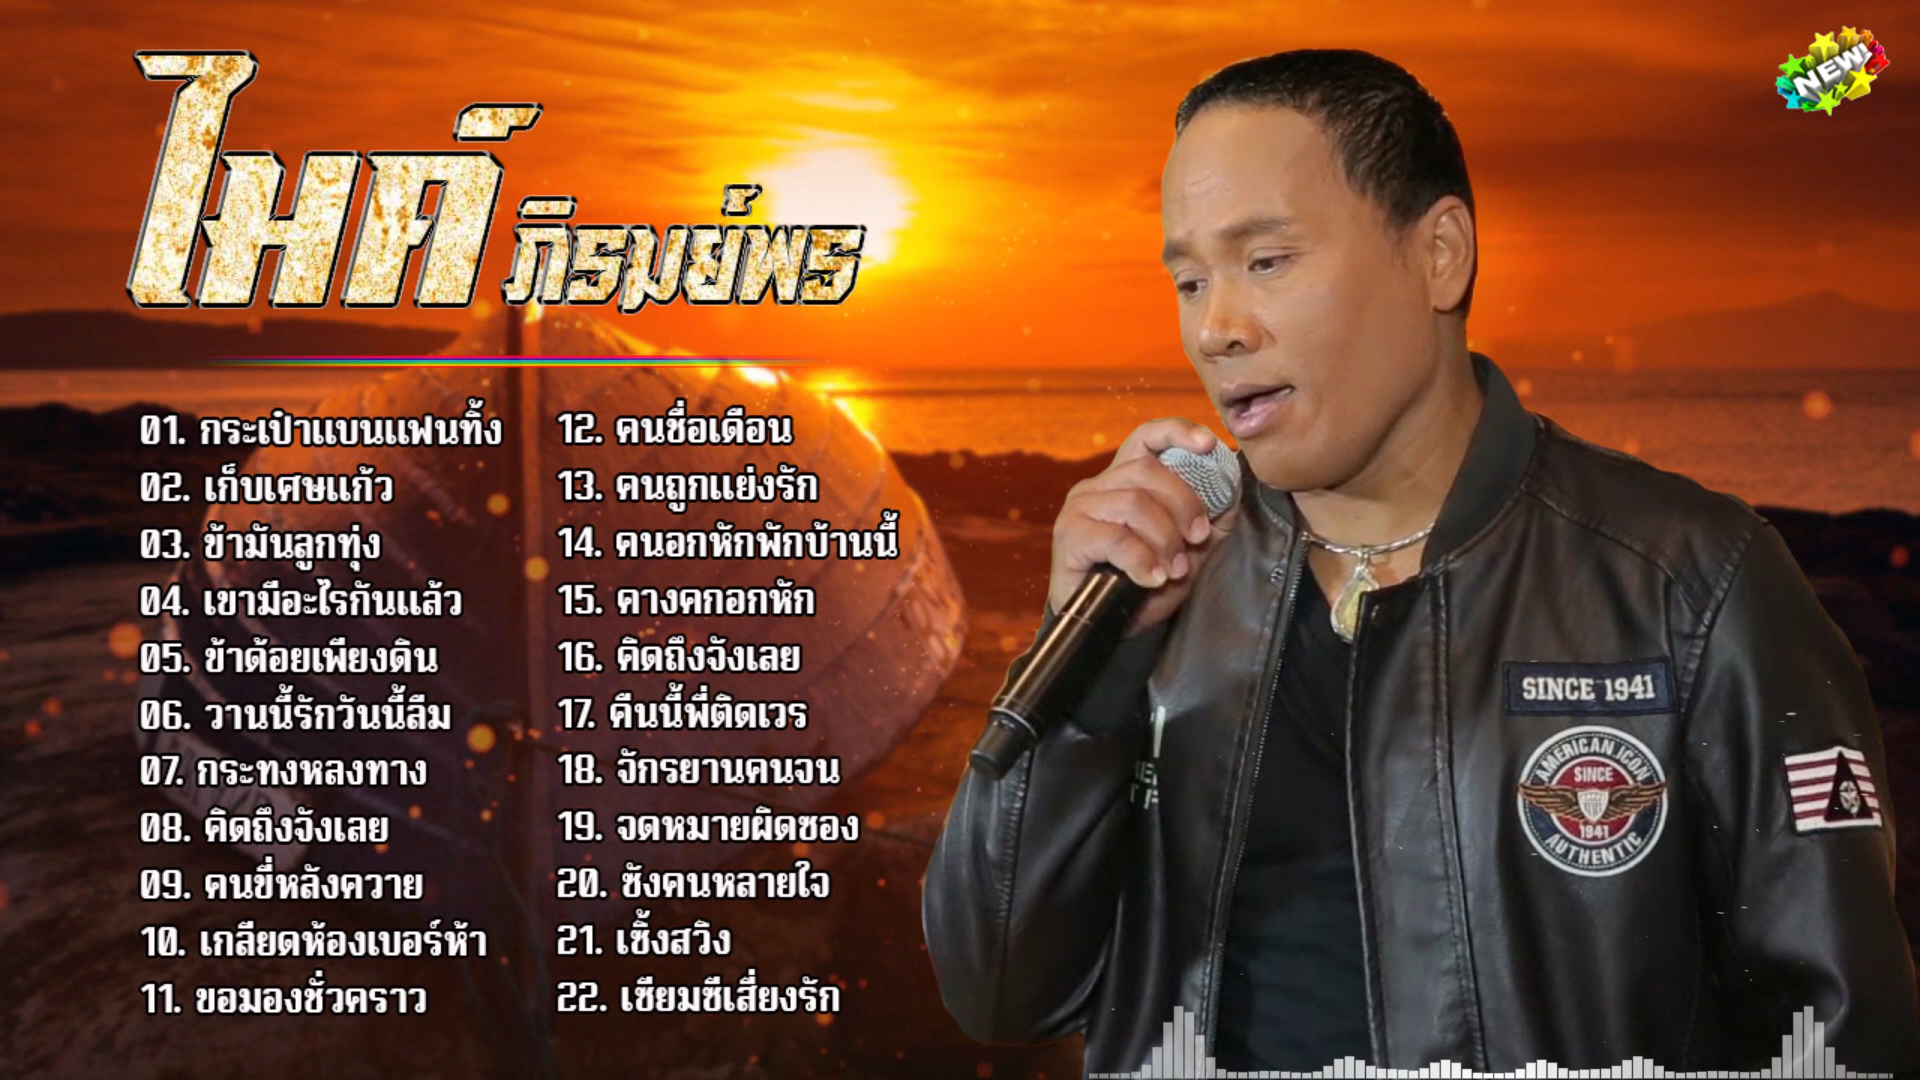 ไมค์ ภิรมย์พร
NEW!
01. กระเป๋าแบนแฟนทิ้ง
02. เก็บเศษแก้ว
03. ข้ามันลูกทุ่ง
04. เขามีอะไรกันแล้ว
05. ข้าด้อยเพียงดิน
06. วานนี้รักวันนี้ลืม
07. กระทงหลงทาง
08. คิดถึงจังเลย
09. คนขี่หลังควาย
10. เกลียดห้องเบอร์ห้า
11. ขอมองชั่วคราว
12. คนชื่อเดือน
13. คนถูกแย่งรัก
14. คนอกหักพักบ้านนี้
15. คางคกอกหัก
16. คิดถึงจังเลย
17. คืนนี้พี่ติดเวร
18. จักรยานคนจน
19. จดหมายผิดซอง
20. ซังคนหลายใจ
21. เซิ้งสวิง
22. เซียมซีเสี่ยงรัก
SINCE 1941
AMERICAN ICON
SINCE
1941
AUTHENTIC